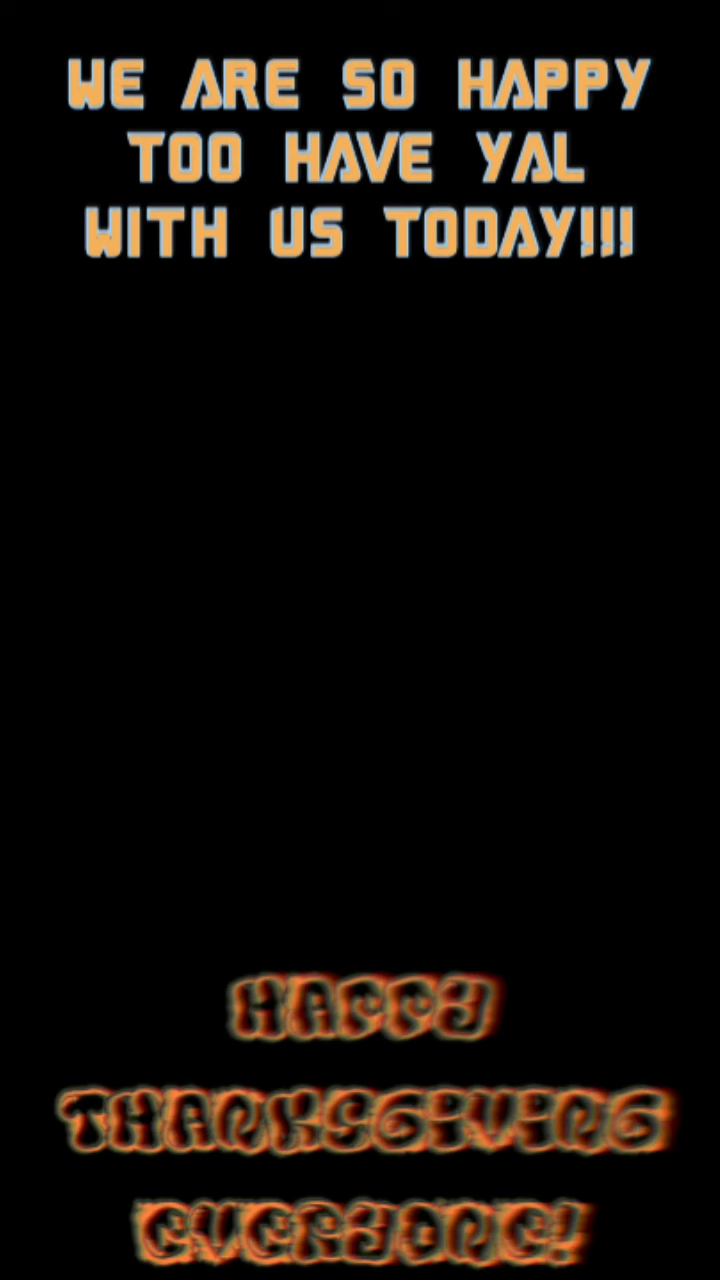 WE ARE SO HAPPY
TOO HAVE YAL
WITH US TODAY!!!
HAPPY
THANKSGIVING
EVERYONE!